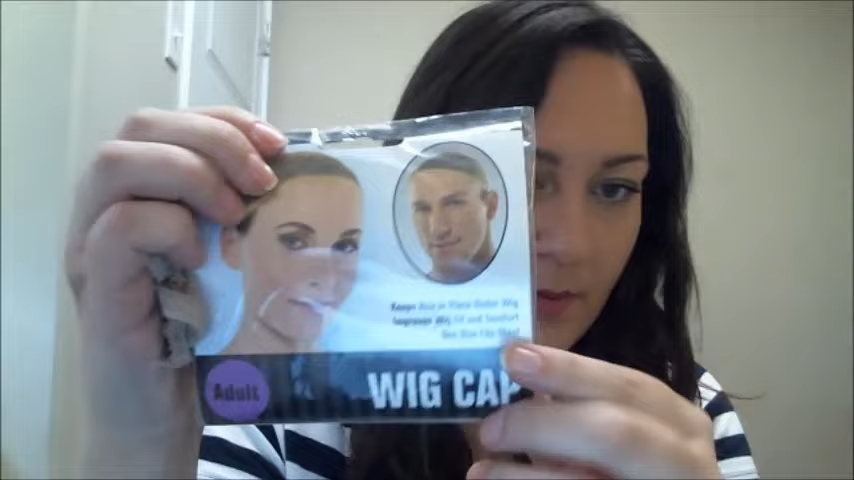 Keeps Hair in Place Under Wig
Improves Wig Fit and Comfort
One Size Fits Most
Adult
WIG CAP